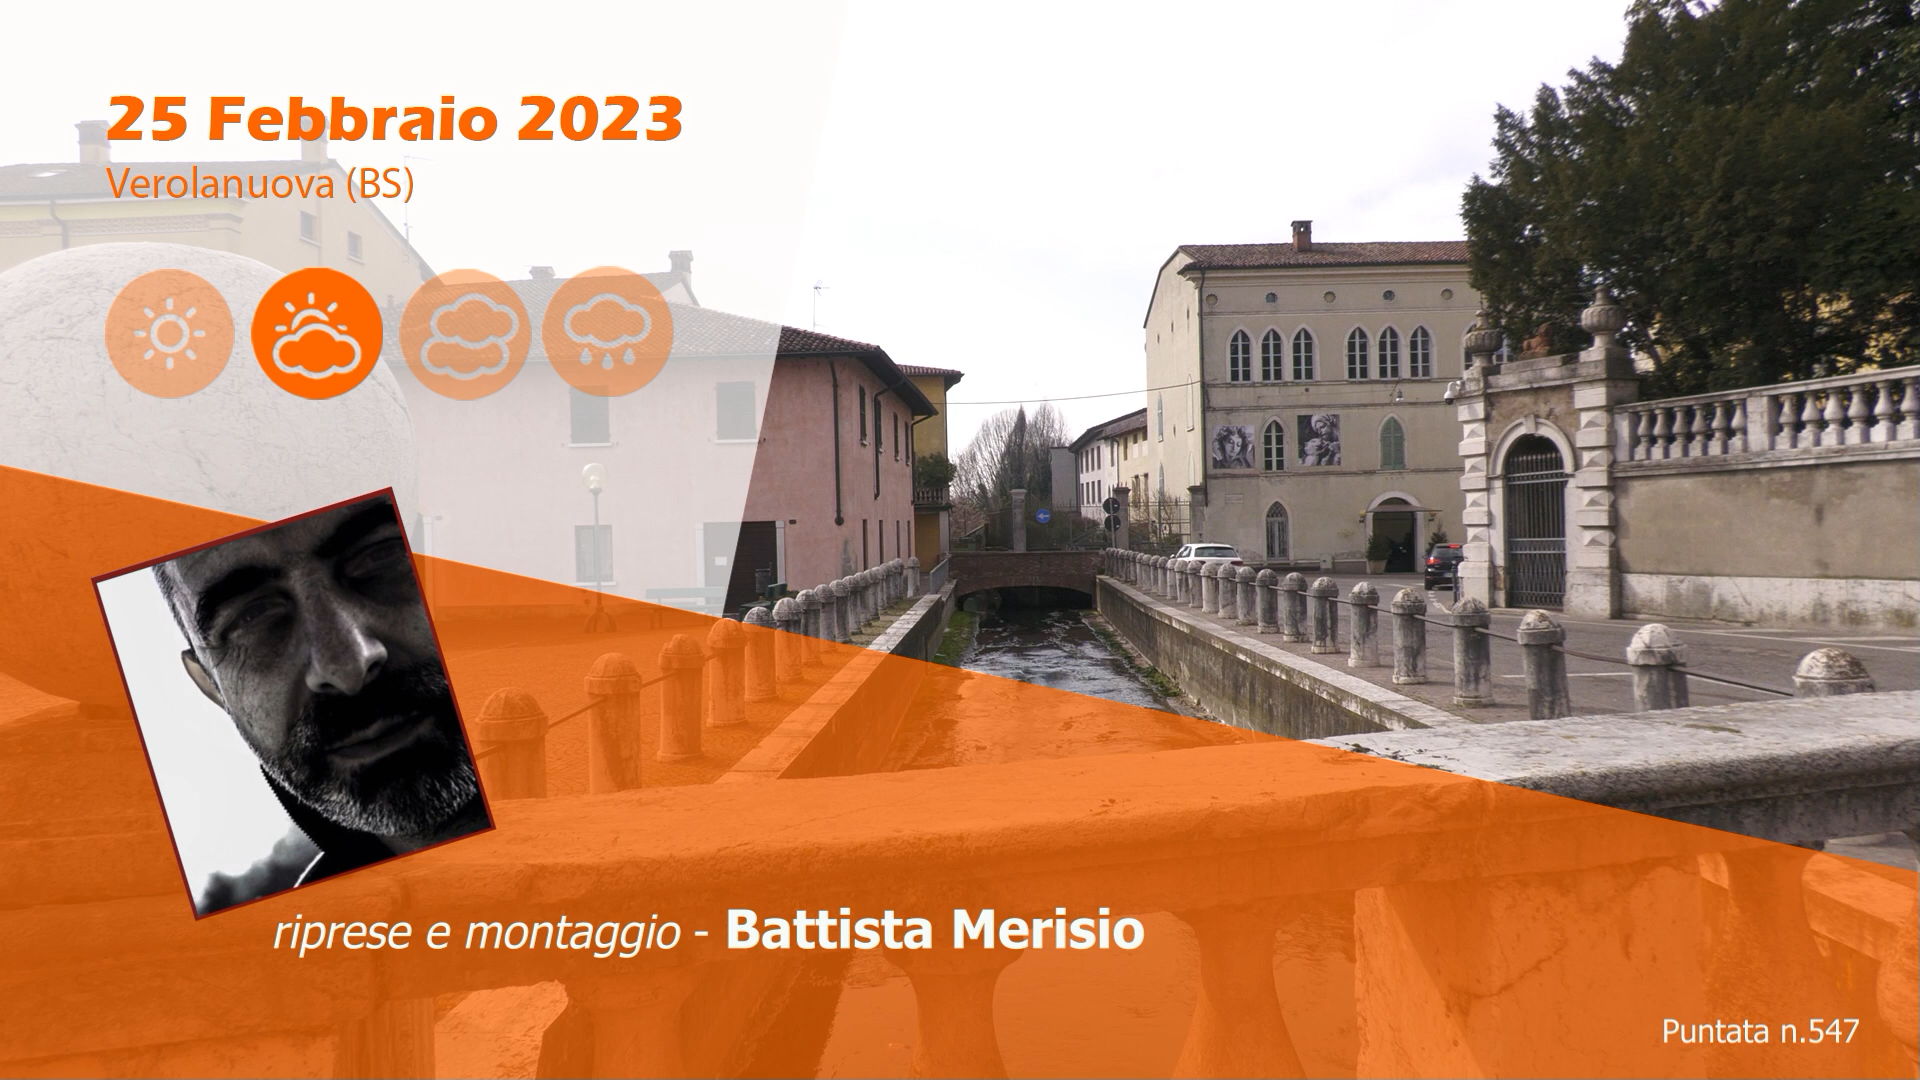 25 Febbraio 2023
Verolanuova (BS)
riprese e montaggio - Battista Merisio
Puntata n.547